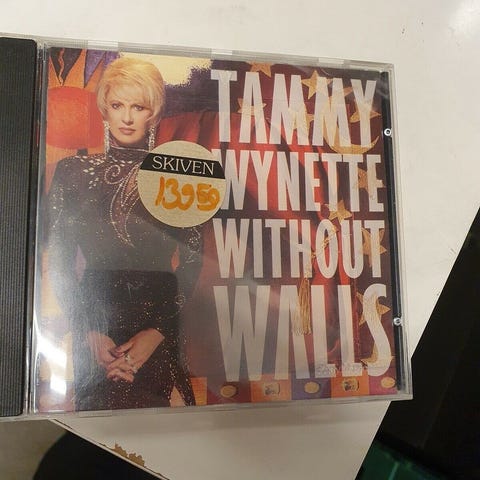 TAMMY
WYNETTE
WITHOUT
WALLS
SKIVEN
139 50